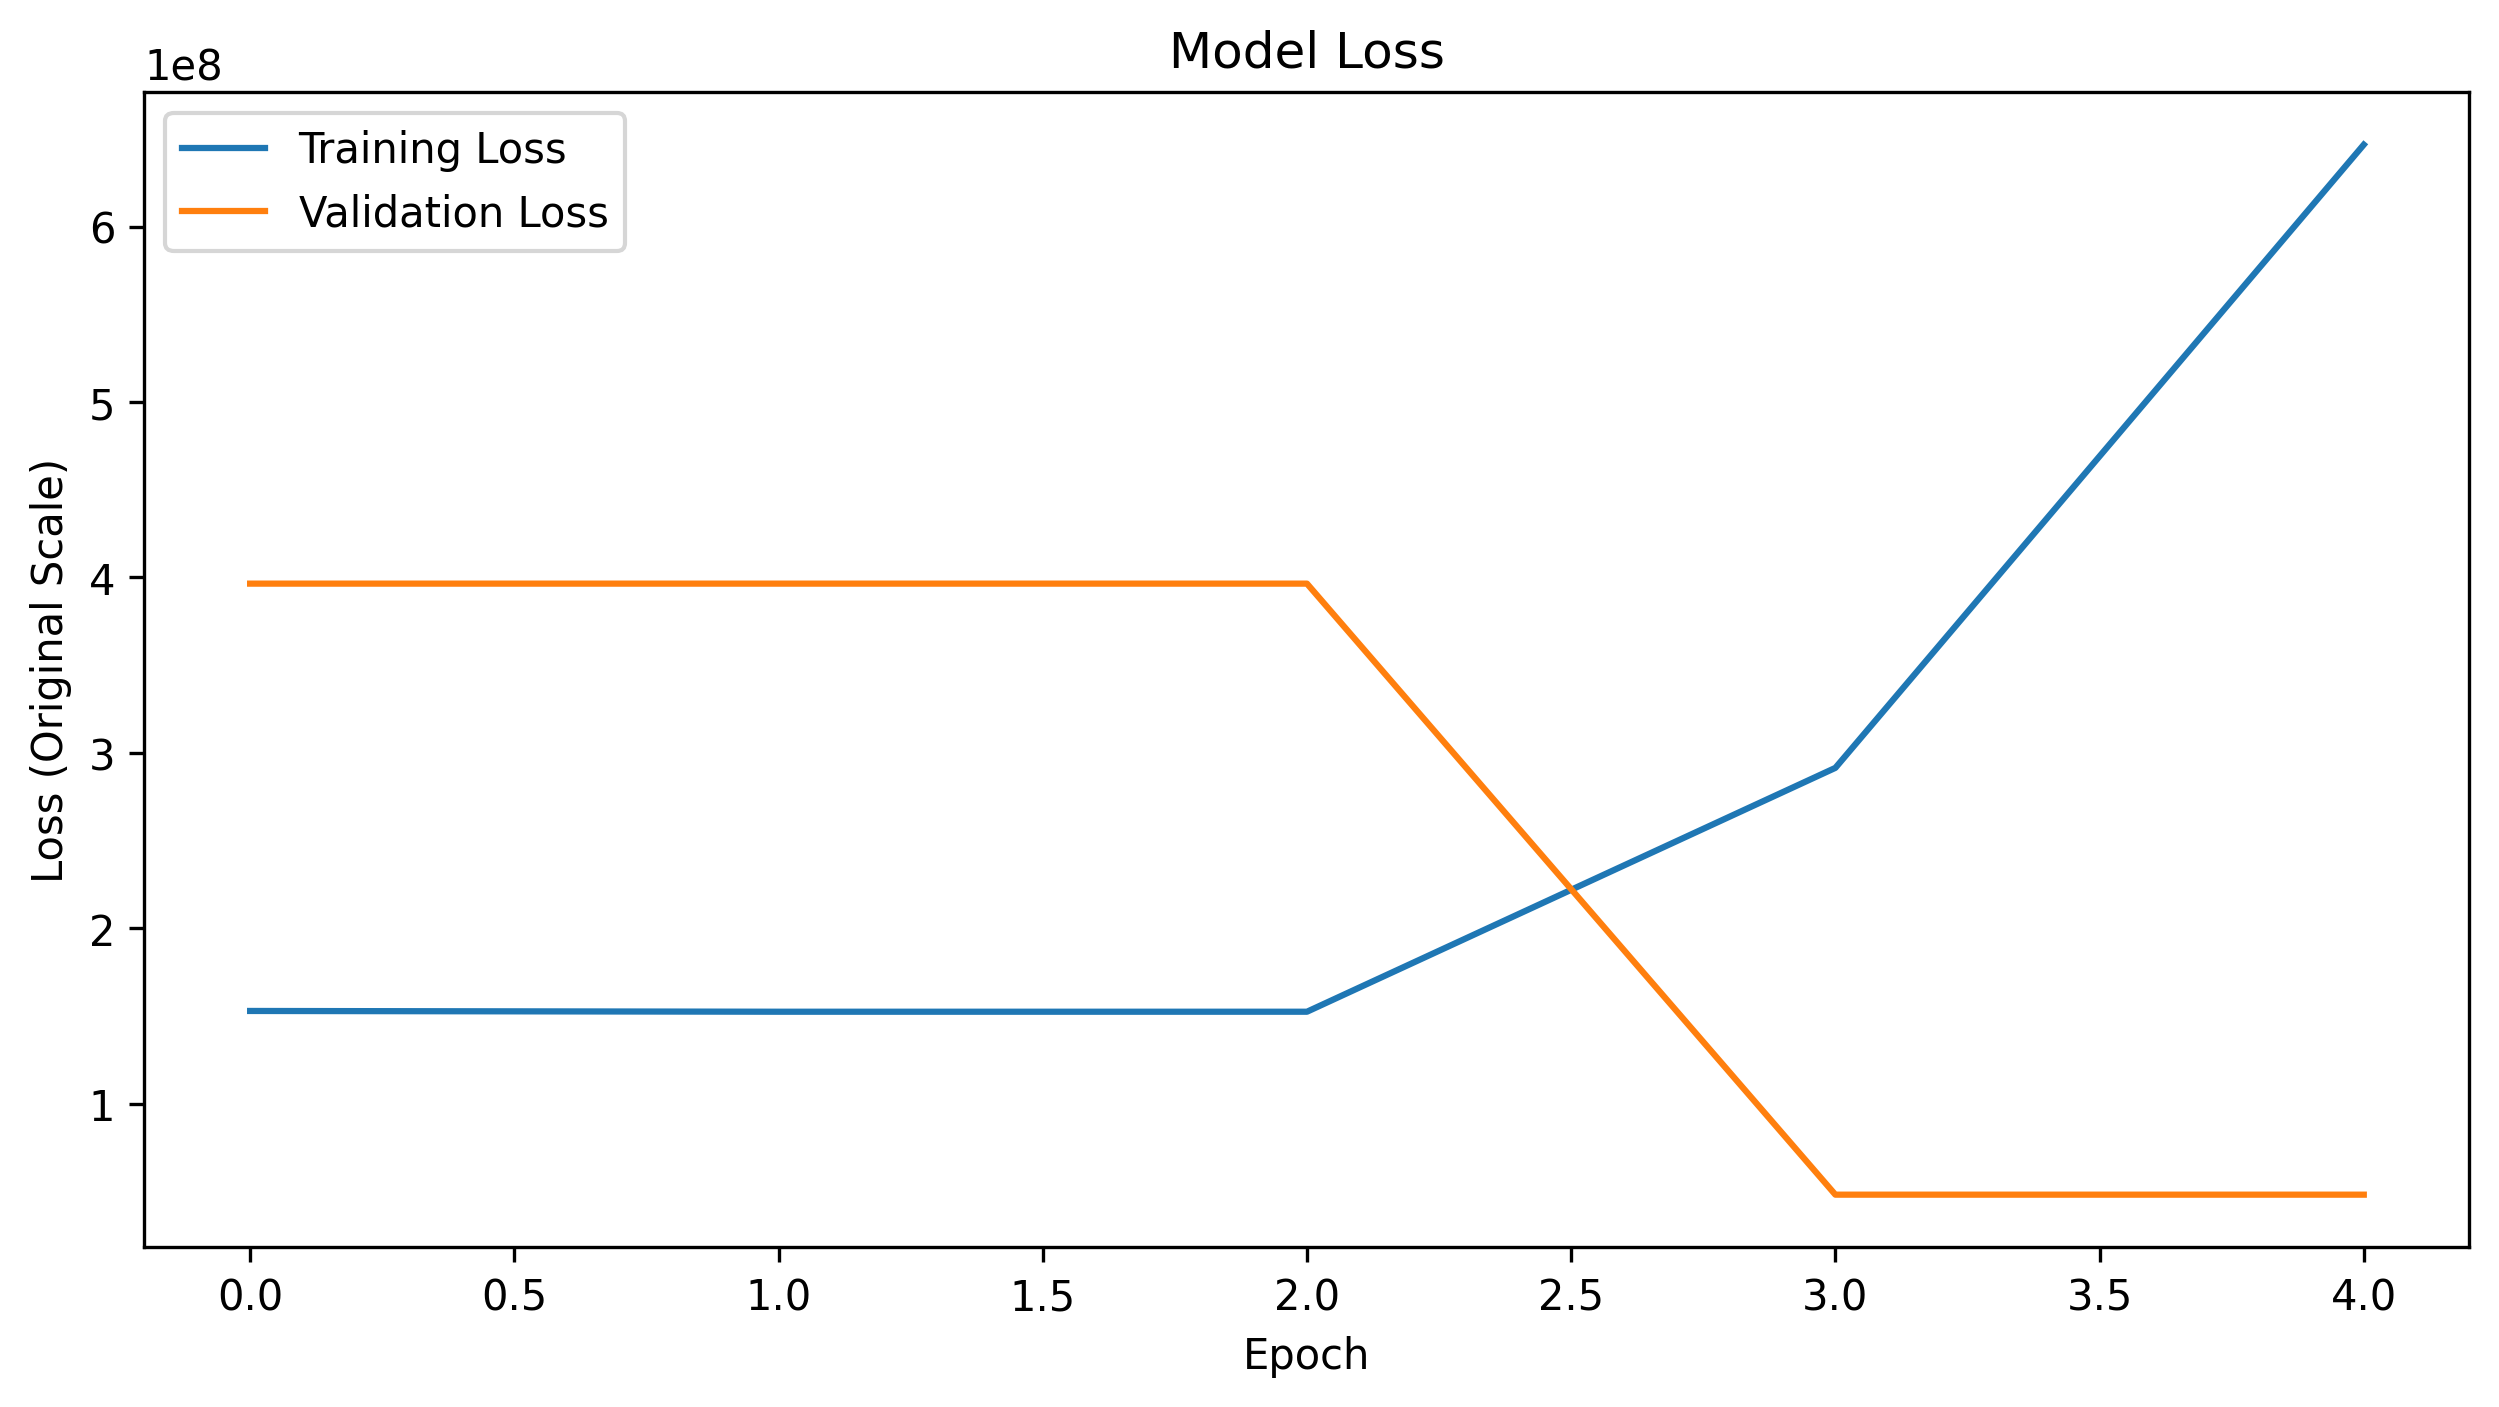 Model Loss
1e8
Training Loss
Validation Loss
6
5
4
3
2
1
Loss (Original Scale)
0.0 0.5 1.0 1.5 2.0 2.5 3.0 3.5 4.0
Epoch